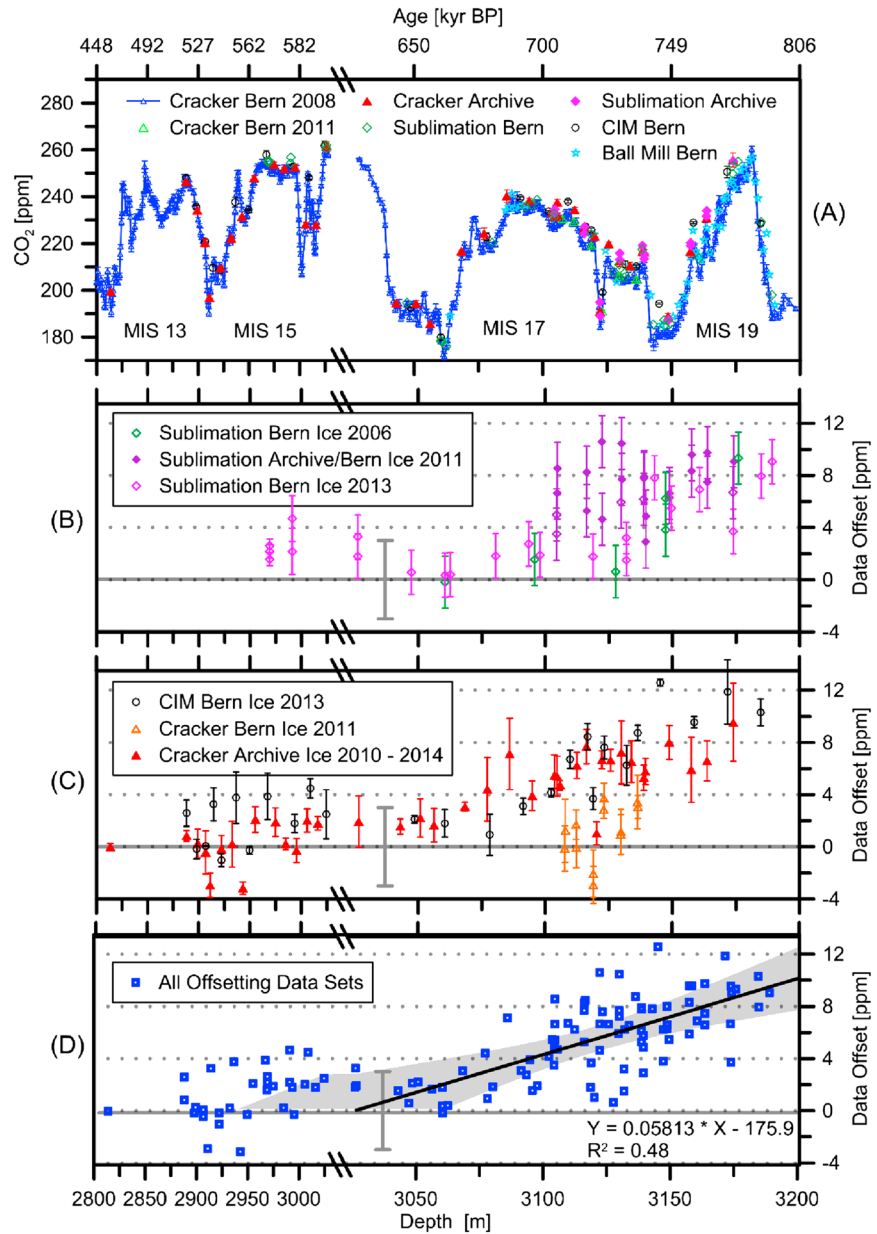 Age [kyr BP]
448 492 527 562 582 650 700 749 806
280
260
240
220
200
180
CO2 [ppm]
Cracker Bern 2008
Cracker Archive
Sublimation Archive
Cracker Bern 2011
Sublimation Bern
CIM Bern
Ball Mill Bern
(A)
MIS 13
MIS 15
MIS 17
MIS 19
(B)
Sublimation Bern Ice 2006
Sublimation Archive/Bern Ice 2011
Sublimation Bern Ice 2013
12
8
4
0
-4
Data Offset [ppm]
(C)
CIM Bern Ice 2013
Cracker Bern Ice 2011
Cracker Archive Ice 2010 - 2014
12
8
4
0
-4
Data Offset [ppm]
(D)
All Offsetting Data Sets
12
8
4
0
-4
Data Offset [ppm]
Y = 0.05813 * X - 175.9
R² = 0.48
2800 2850 2900 2950 3000 3050 3100 3150 3200
Depth [m]